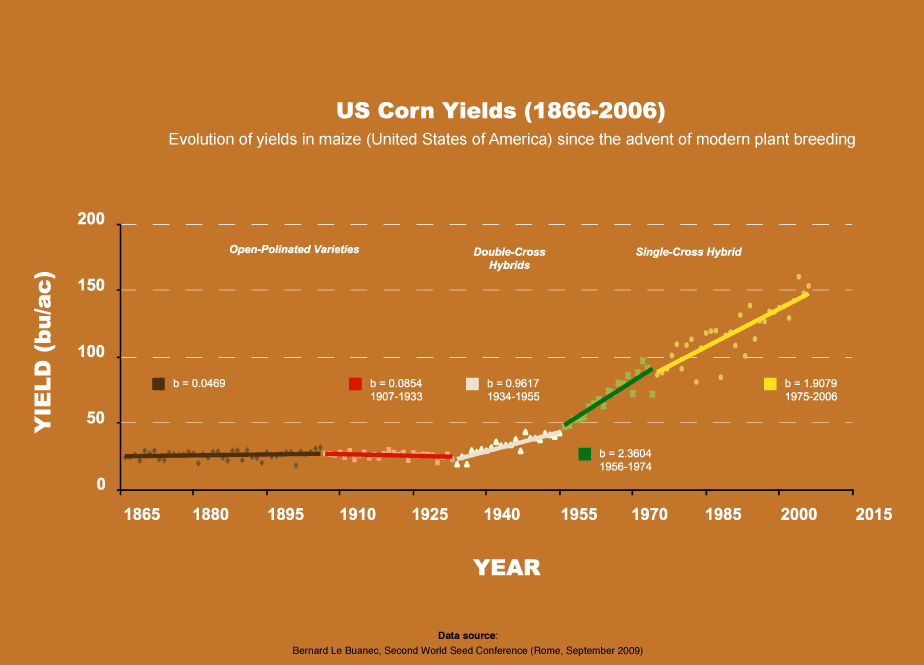 US Corn Yields (1866-2006)
Evolution of yields in maize (United States of America) since the advent of modern plant breeding
YIELD (bu/ac)
200
150
100
50
0
Open-Polinated Varieties
Double-Cross
Hybrids
Single-Cross Hybrid
b = 0.0469
b = 0.0854
1907-1933
b = 0.9617
1934-1955
b = 1.9079
1975-2006
b = 2.3604
1956-1974
1865 1880 1895 1910 1925 1940 1955 1970 1985 2000 2015
YEAR
Data source:
Bernard Le Buanec, Second World Seed Conference (Rome, September 2009)